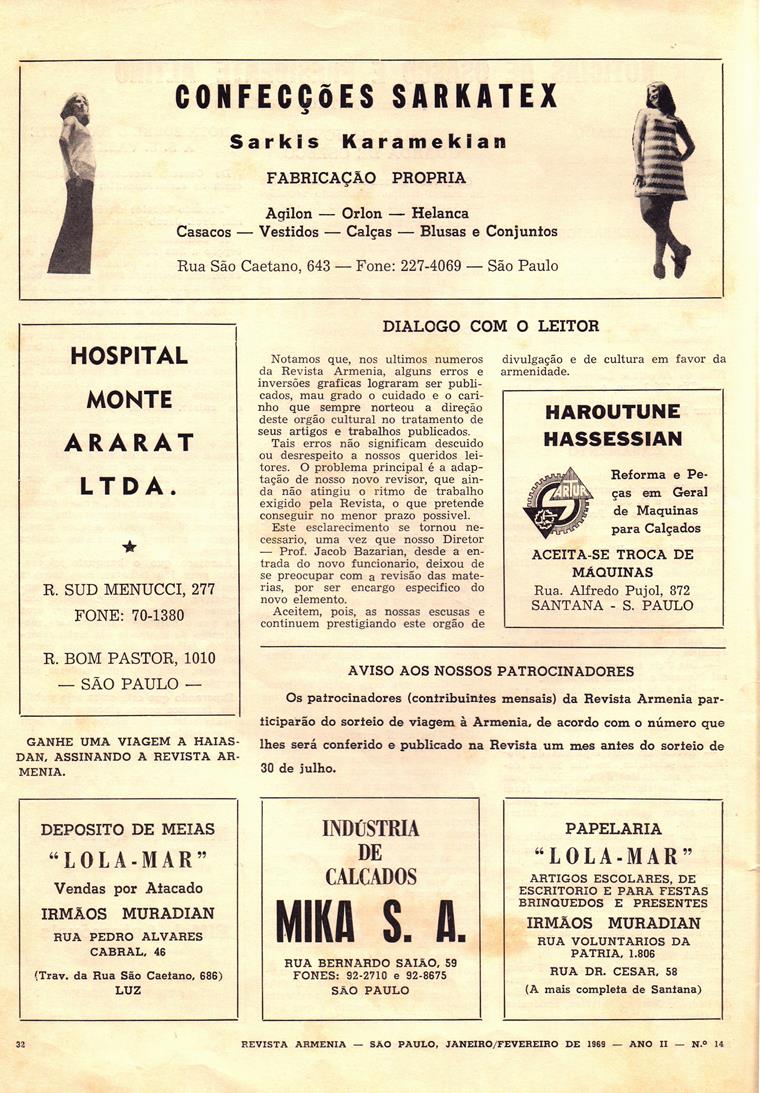 CONFECÇÕES SARKATEX
Sarkis Karamekian
FABRICAÇÃO PROPRIA
Agilon — Orlon — Helanca
Casacos — Vestidos — Calças — Blusas e Conjuntos
Rua São Caetano, 643 — Fone: 227-4069 — São Paulo
HOSPITAL
MONTE
ARARAT
LTDA.
R. SUD MENUCCI, 277
FONE: 70-1380
R. BOM PASTOR, 1010
— SÃO PAULO —
GANHE UMA VIAGEM A HAIAS-
DAN, ASSINANDO A REVISTA AR-
MENIA.
DIALOGO COM O LEITOR
Notamos que, nos ultimos numeros
da Revista Armenia, alguns erros e
inversões graficas lograram ser publi-
cados, mau grado o cuidado e o cari-
nho que sempre norteou a direção
deste orgão cultural no tratamento de
seus artigos e trabalhos publicados.
Tais erros não significam descuido
ou desrespeito a nossos queridos lei-
tores. O problema principal é a adap-
tação de nosso novo revisor, que ain-
da não atingiu o ritmo de trabalho
exigido pela Revista, o que pretende
conseguir no menor prazo possivel.
Este esclarecimento se tornou ne-
cessario, uma vez que nosso Diretor
— Prof. Jacob Bazarian, desde a en-
trada do novo funcionario, deixou de
se preocupar com a revisão das mate-
rias, por ser encargo especifico do
novo elemento.
Aceitem, pois, as nossas escusas e
continuem prestigiando este orgão de
divulgação e de cultura em favor da
armenidade.
HAROUTUNE
HASSESSIAN
ARTUR
Reforma e Pe-
ças em Geral
de Maquinas
para Calçados
ACEITA-SE TROCA DE
MÁQUINAS
Rua. Alfredo Pujol, 872
SANTANA - S. PAULO
AVISO AOS NOSSOS PATROCINADORES
Os patrocinadores (contribuintes mensais) da Revista Armenia par-
ticiparão do sorteio de viagem à Armenia, de acordo com o número que
lhes será conferido e publicado na Revista um mes antes do sorteio de
30 de julho.
DEPOSITO DE MEIAS
“LOLA-MAR”
Vendas por Atacado
IRMÃOS MURADIAN
RUA PEDRO ALVARES
CABRAL, 46
(Trav. da Rua São Caetano, 686)
LUZ
INDÚSTRIA
DE
CALCADOS
MIKA S. A.
RUA BERNARDO SAIÃO, 59
FONES: 92-2710 e 92-8675
SÃO PAULO
PAPELARIA
“LOLA-MAR”
ARTIGOS ESCOLARES, DE
ESCRITORIO E PARA FESTAS
BRINQUEDOS E PRESENTES
IRMÃOS MURADIAN
RUA VOLUNTARIOS DA
PATRIA, 1.806
RUA DR. CESAR, 58
(A mais completa de Santana)
32
REVISTA ARMENIA — SAO PAULO, JANEIRO/FEVEREIRO DE 1969 — ANO II — N.º 14